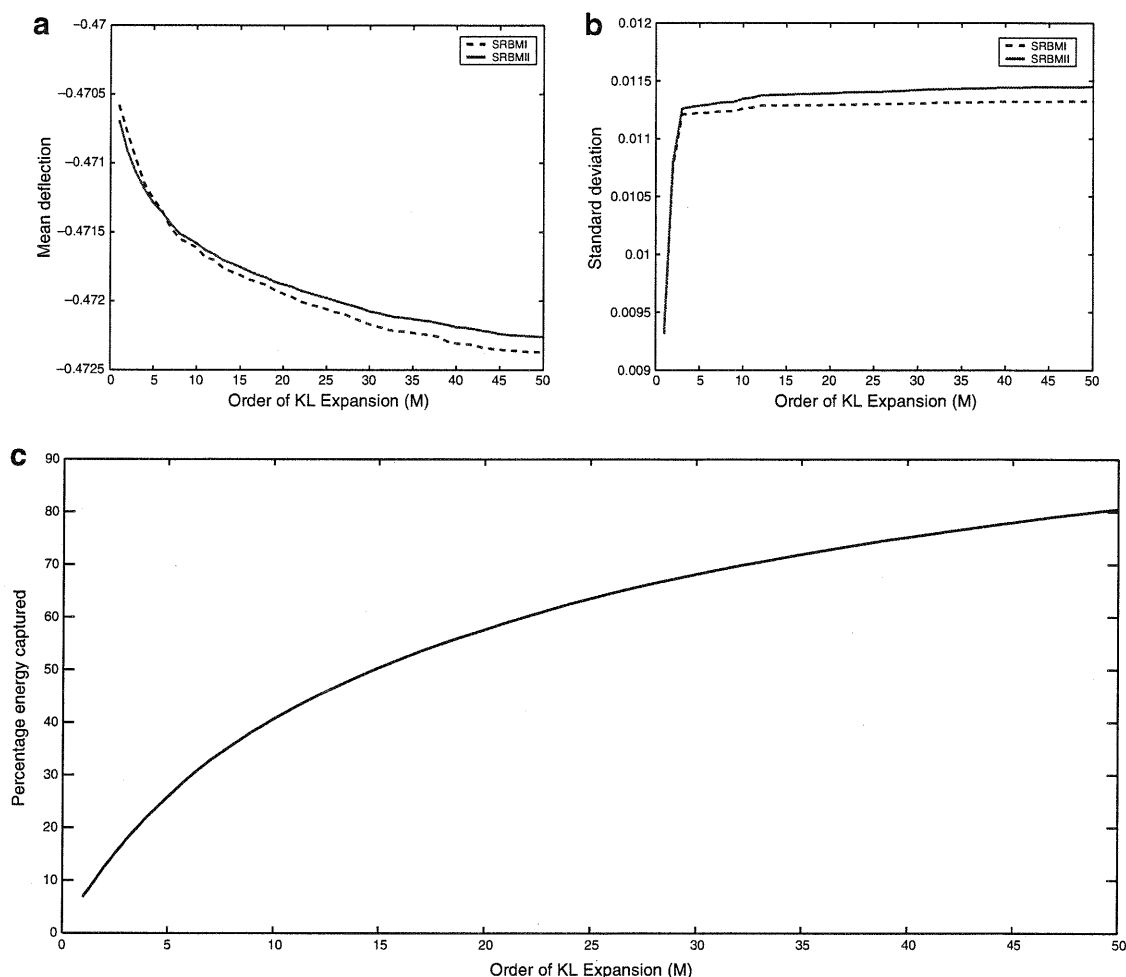 a
-0.47
-0.4705
-0.471
-0.4715
-0.472
-0.4725
Mean deflection
0 5 10 15 20 25 30 35 40 45 50
Order of KL Expansion (M)
SRBMI
SRBMII
b
0.012
0.0115
0.011
0.0105
0.01
0.0095
0.009
Standard deviation
0 5 10 15 20 25 30 35 40 45 50
Order of KL Expansion (M)
SRBMI
SRBMII
c
90
80
70
60
50
40
30
20
10
0
Percentage energy captured
0 5 10 15 20 25 30 35 40 45 50
Order of KL Expansion (M)